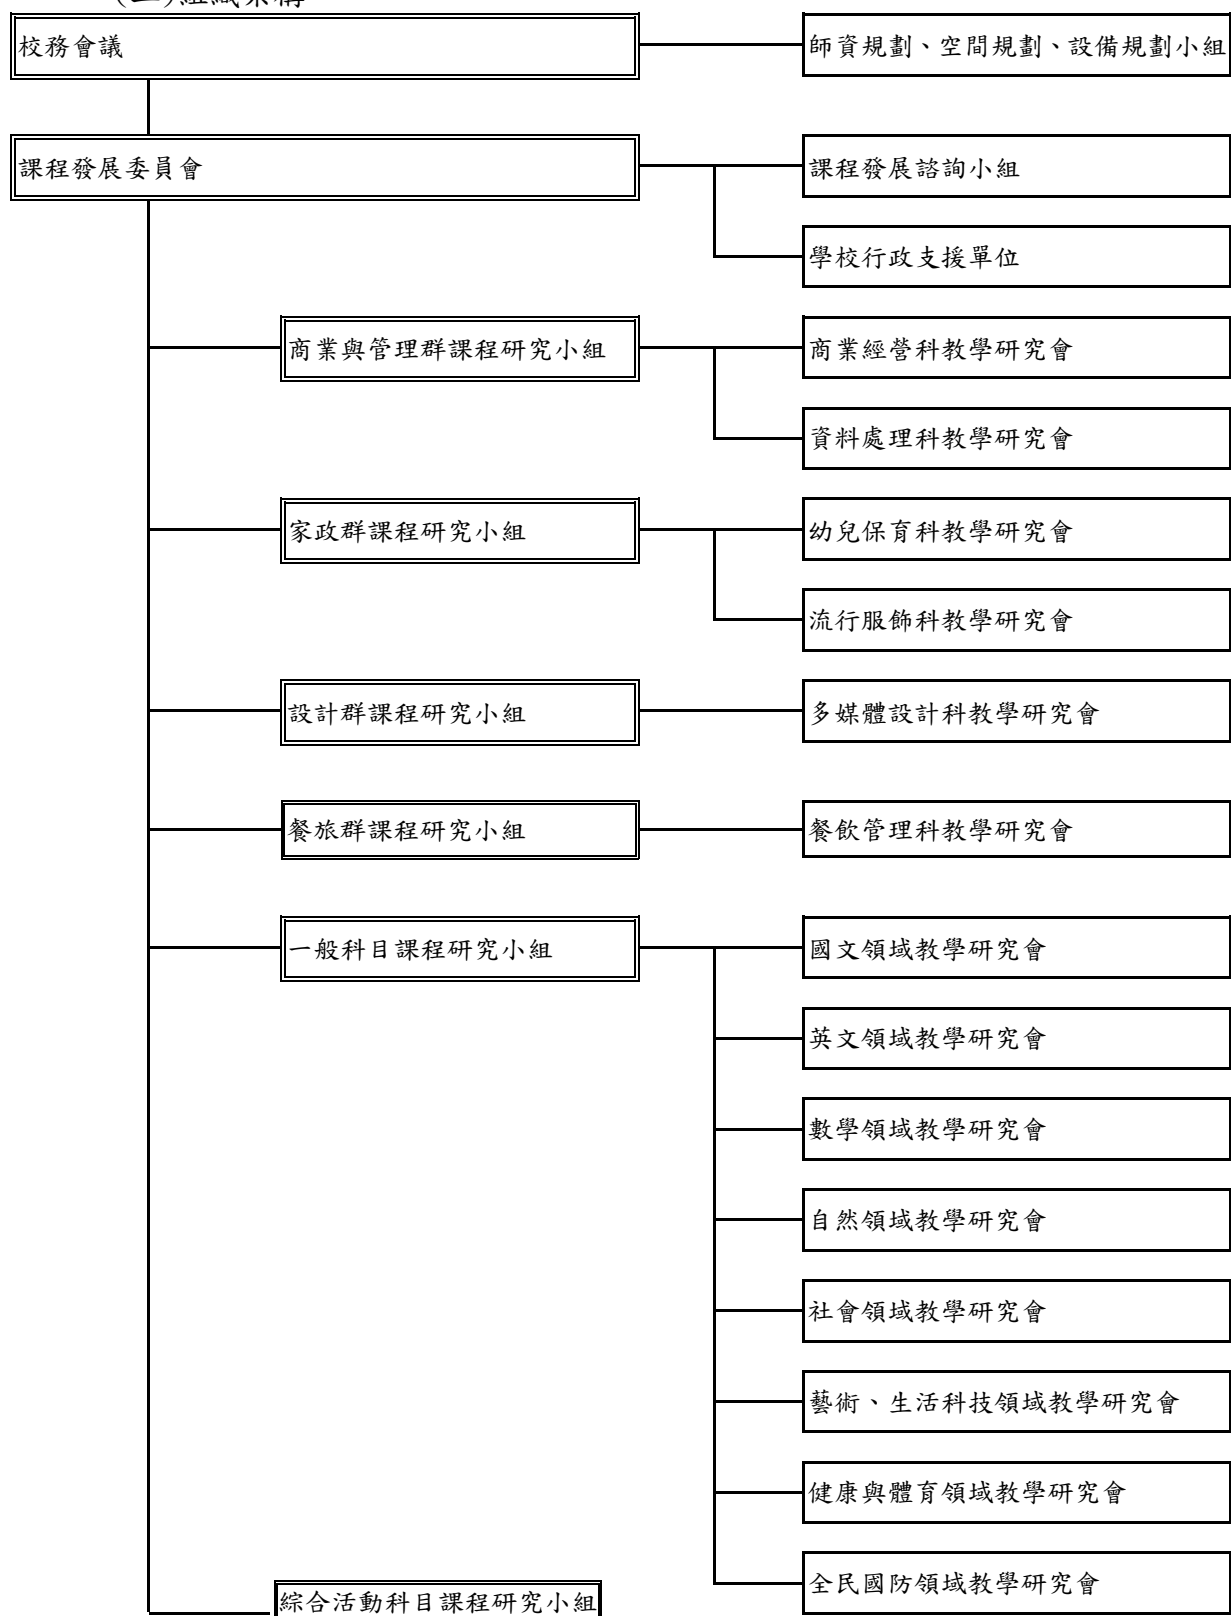 (二)組織架構
校務會議
師資規劃、空間規劃、設備規劃小組
課程發展委員會
課程發展諮詢小組
學校行政支援單位
商業與管理群課程研究小組
商業經營科教學研究會
資料處理科教學研究會
家政群課程研究小組
幼兒保育科教學研究會
流行服飾科教學研究會
設計群課程研究小組
多媒體設計科教學研究會
餐旅群課程研究小組
餐飲管理科教學研究會
一般科目課程研究小組
國文領域教學研究會
英文領域教學研究會
數學領域教學研究會
自然領域教學研究會
社會領域教學研究會
藝術、生活科技領域教學研究會
健康與體育領域教學研究會
全民國防領域教學研究會
綜合活動科目課程研究小組